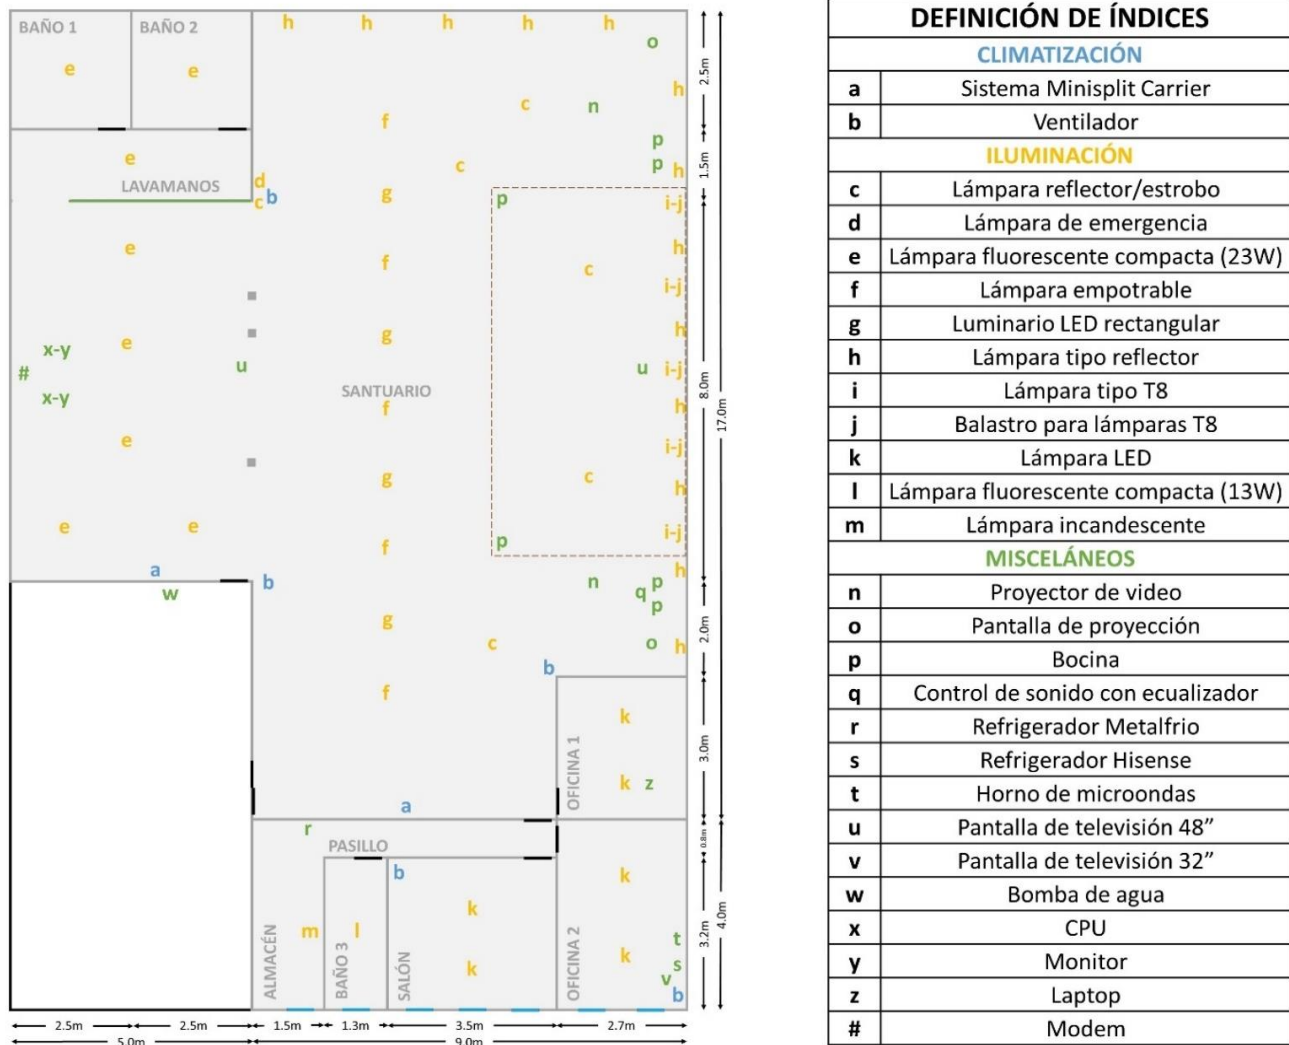 BAÑO 1
BAÑO 2
h h h h h
o
e e
2.5m
h
c n
f
p
e
p
1.5m
c h
LAVAMANOS
d
b g p
c i-j
e h
f c
i-j
h
x-y e g
# u u i-j
SANTUARIO
8.0m
17.0m
x-y f h
e i-j
g c h
e e i-j
f p
a h
b n p
w q
p
g 2.0m
c o h
b
f
k
OFICINA 1
3.0m
k z
a
r
PASILLO
0.8m
b
k
k
m l
ALMACÉN
BAÑO 3
SALÓN
OFICINA 2
k
k
t
s
v
b
3.2m
4.0m
2.5m 2.5m 1.5m 1.3m 3.5m 2.7m
5.0m 9.0m
DEFINICIÓN DE ÍNDICES
CLIMATIZACIÓN
a Sistema Minisplit Carrier
b Ventilador
ILUMINACIÓN
c Lámpara reflector/estrobo
d Lámpara de emergencia
e Lámpara fluorescente compacta (23W)
f Lámpara empotrable
g Luminario LED rectangular
h Lámpara tipo reflector
i Lámpara tipo T8
j Balastro para lámparas T8
k Lámpara LED
l Lámpara fluorescente compacta (13W)
m Lámpara incandescente
MISCELÁNEOS
n Proyector de video
o Pantalla de proyección
p Bocina
q Control de sonido con ecualizador
r Refrigerador Metalfrio
s Refrigerador Hisense
t Horno de microondas
u Pantalla de televisión 48”
v Pantalla de televisión 32”
w Bomba de agua
x CPU
y Monitor
z Laptop
# Modem